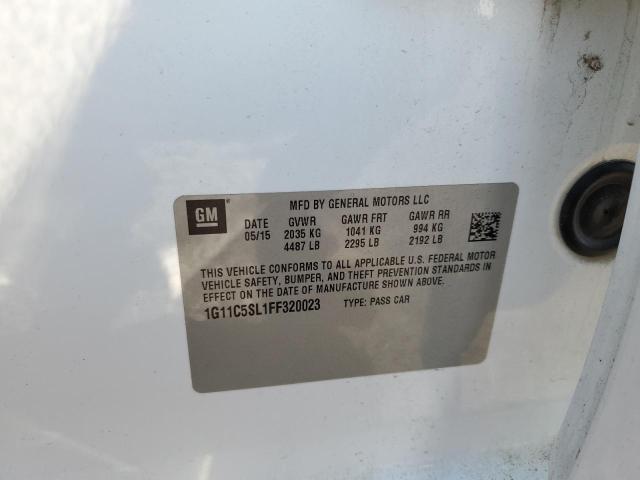 GM
MFD BY GENERAL MOTORS LLC
DATE GVWR GAWR FRT GAWR RR
05/15 2035 KG 1041 KG 994 KG
4487 LB 2295 LB 2192 LB
THIS VEHICLE CONFORMS TO ALL APPLICABLE U.S. FEDERAL MOTOR
VEHICLE SAFETY, BUMPER, AND THEFT PREVENTION STANDARDS IN
EFFECT ON THE DATE OF MANUFACTURE SHOWN ABOVE.
1G11C5SL1FF320023 TYPE: PASS CAR